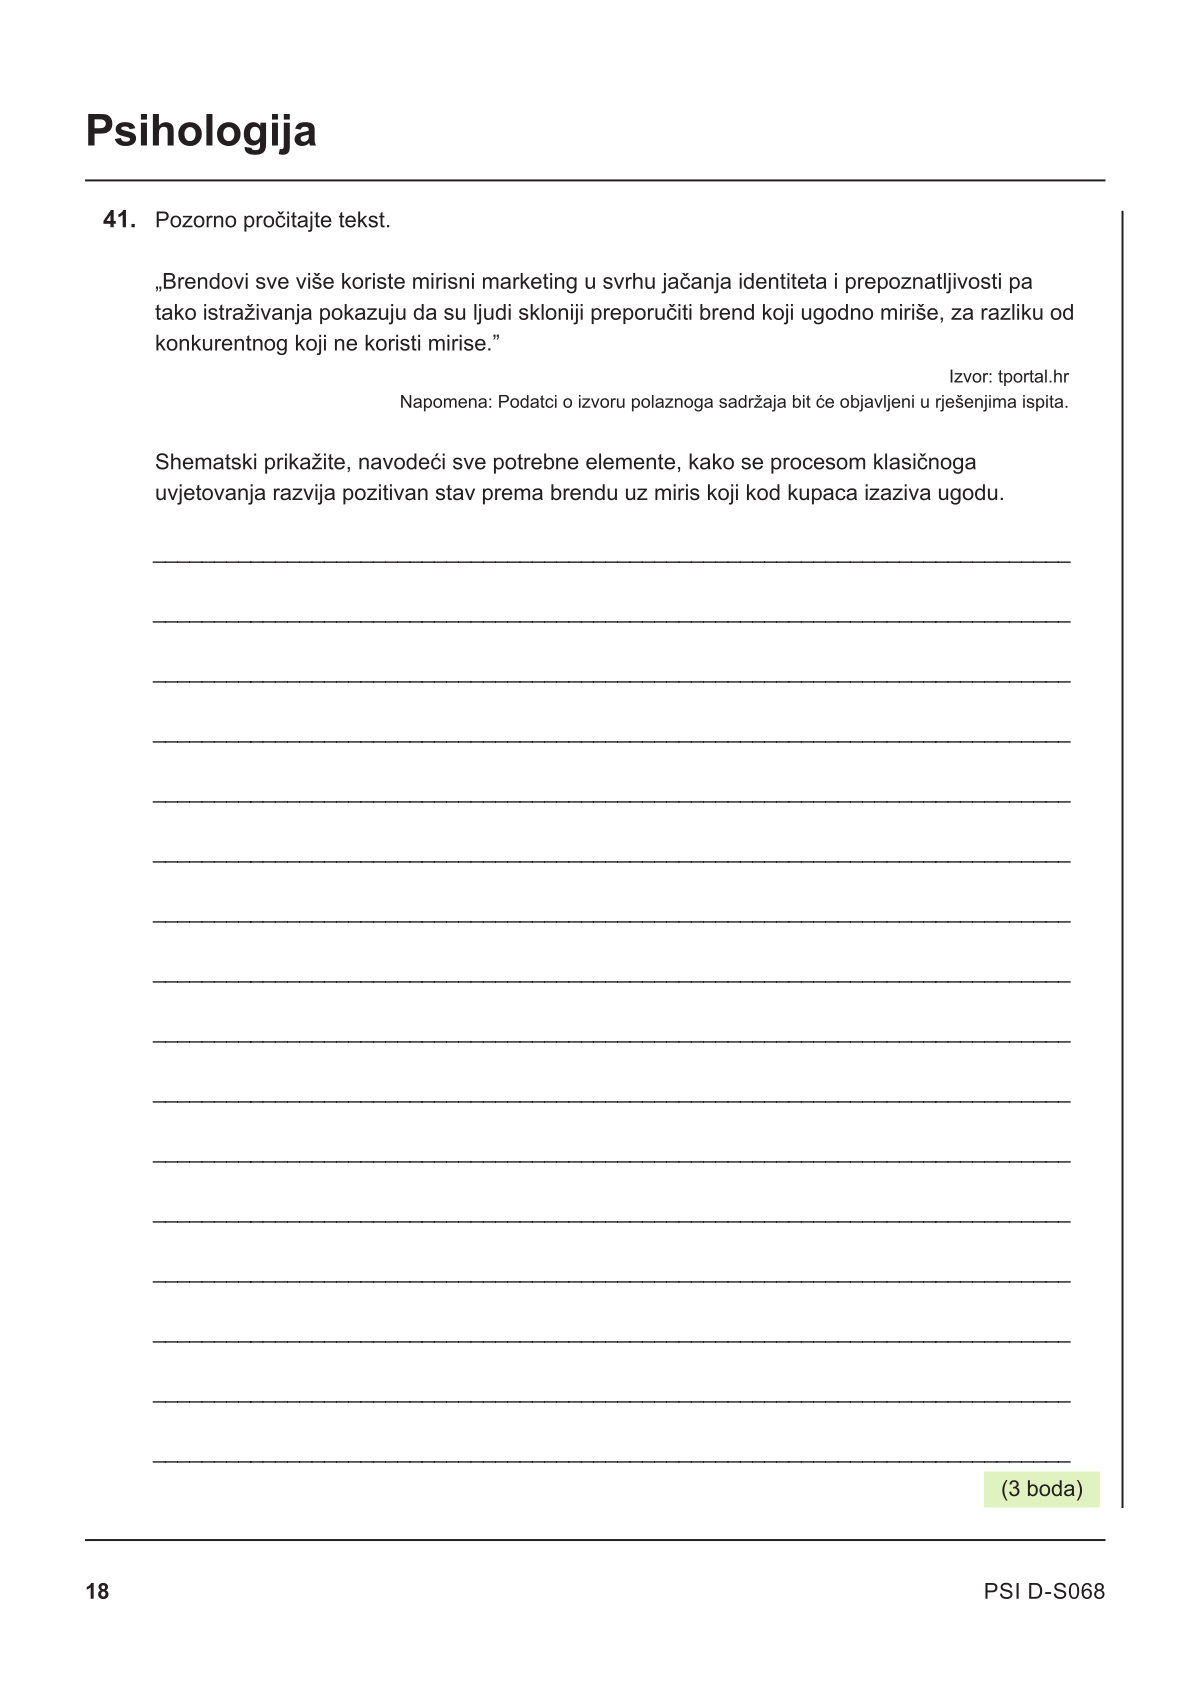 Psihologija
41. Pozorno pročitajte tekst.
„Brendovi sve više koriste mirisni marketing u svrhu jačanja identiteta i prepoznatljivosti pa
tako istraživanja pokazuju da su ljudi skloniji preporučiti brend koji ugodno miriše, za razliku od
konkurentnog koji ne koristi mirise.”
Izvor: tportal.hr
Napomena: Podatci o izvoru polaznoga sadržaja bit će objavljeni u rješenjima ispita.
Shematski prikažite, navodeći sve potrebne elemente, kako se procesom klasičnoga
uvjetovanja razvija pozitivan stav prema brendu uz miris koji kod kupaca izaziva ugodu.
(3 boda)
18
PSI D-S068